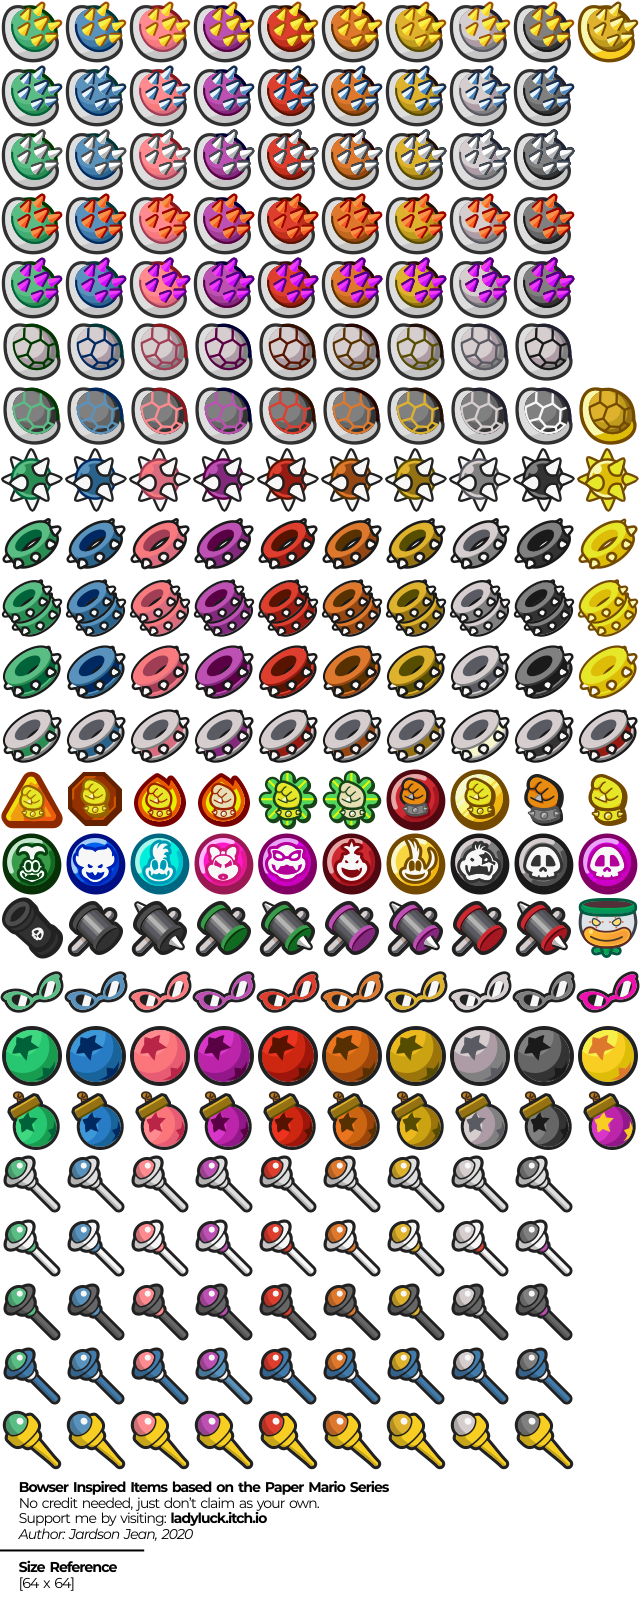 Bowser Inspired Items based on the Paper Mario Series
No credit needed, just don't claim as your own.
Support me by visiting: ladyluck.itch.io
Author: Jardson Jean, 2020
Size Reference
[64 x 64]